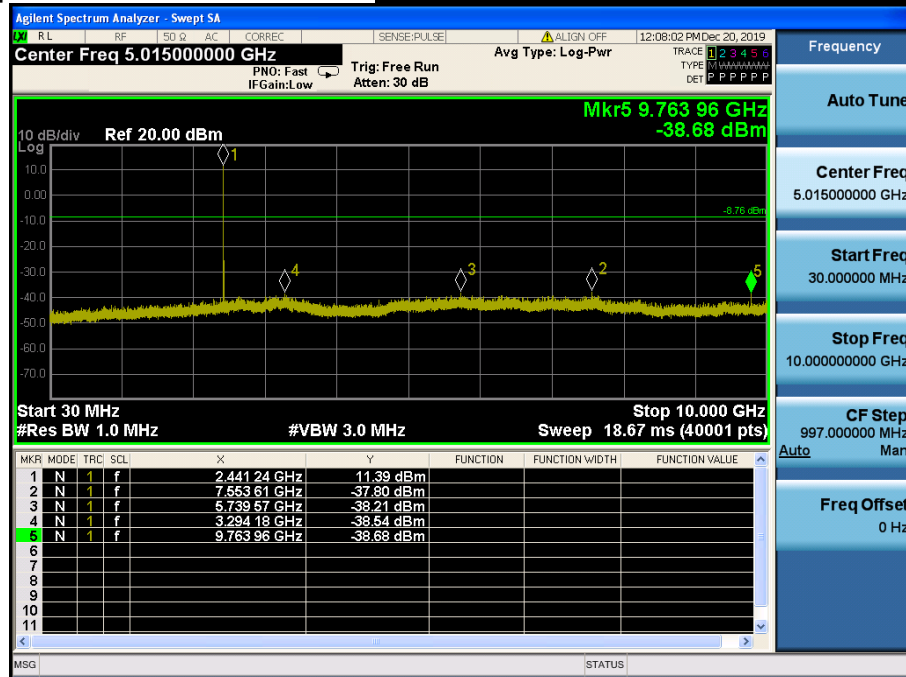 Agilent Spectrum Analyzer - Swept SA
LXI RL RF 50 Ω AC CORREC SENSE:PULSE ALIGN OFF 12:08:02 PM Dec 20, 2019
Center Freq 5.015000000 GHz
PNO: Fast
IFGain:Low
Trig: Free Run
Atten: 30 dB
Avg Type: Log-Pwr
TRACE 1 2 3 4 5 6
TYPE M
DET P P P P P P
Mkr5 9.763 96 GHz
-38.68 dBm
10 dB/div Ref 20.00 dBm
Log
10.0
0.00
-10.0
-20.0
-30.0
-40.0
-50.0
-60.0
-70.0
-8.76 dBm
1
4
3
2
5
Start 30 MHz Stop 10.000 GHz
#Res BW 1.0 MHz #VBW 3.0 MHz Sweep 18.67 ms (40001 pts)
MKR MODE TRC SCL X Y FUNCTION FUNCTION WIDTH FUNCTION VALUE
1 N 1 f 2.441 24 GHz 11.39 dBm
2 N 1 f 7.553 61 GHz -37.80 dBm
3 N 1 f 5.739 57 GHz -38.21 dBm
4 N 1 f 3.294 18 GHz -38.54 dBm
5 N 1 f 9.763 96 GHz -38.68 dBm
6
7
8
9
10
11
MSG STATUS
Frequency
Auto Tune
Center Freq
5.015000000 GHz
Start Freq
30.000000 MHz
Stop Freq
10.000000000 GHz
CF Step
997.000000 MHz
Auto Man
Freq Offset
0 Hz